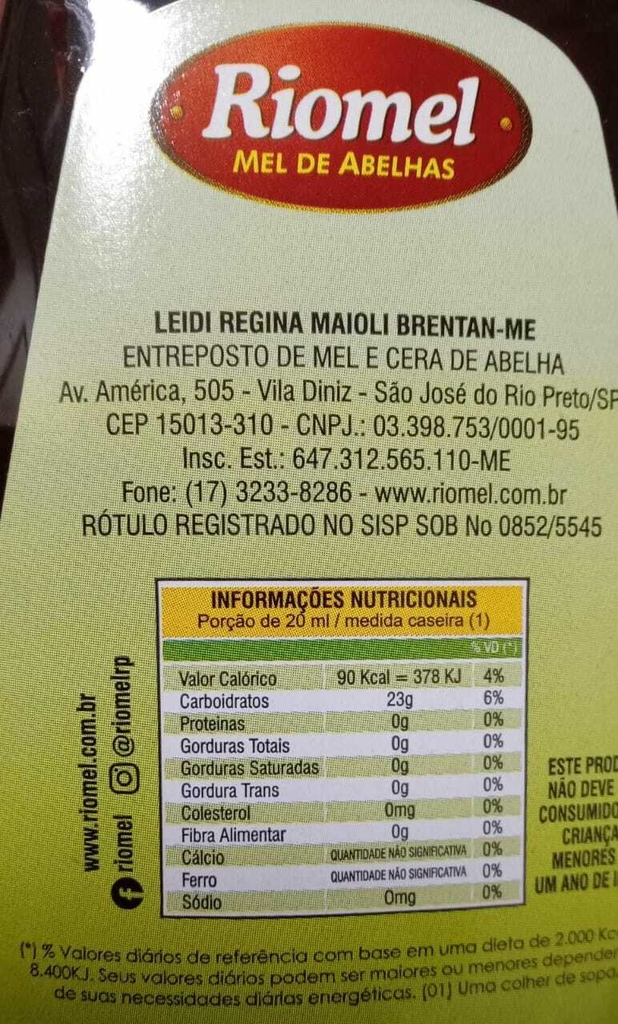 Riomel
MEL DE ABELHAS
LEIDI REGINA MAIOLI BRENTAN-ME
ENTREPOSTO DE MEL E CERA DE ABELHA
Av. América, 505 - Vila Diniz - São José do Rio Preto/SP
CEP 15013-310 - CNPJ.: 03.398.753/0001-95
Insc. Est.: 647.312.565.110-ME
Fone: (17) 3233-8286 - www.riomel.com.br
RÓTULO REGISTRADO NO SISP SOB No 0852/5545
INFORMAÇÕES NUTRICIONAIS
Porção de 20 ml / medida caseira (1)
% VD (*)
Valor Calórico 90 Kcal = 378 KJ 4%
Carboidratos 23g 6%
Proteinas 0g 0%
Gorduras Totais 0g 0%
Gorduras Saturadas 0g 0%
Gordura Trans 0g 0%
Colesterol 0mg 0%
Fibra Alimentar 0g 0%
Cálcio QUANTIDADE NÃO SIGNIFICATIVA 0%
Ferro QUANTIDADE NÃO SIGNIFICATIVA 0%
Sódio 0mg 0%
www.riomel.com.br
riomel @riomelrp
ESTE
NÃO DEVE
MENORES
UM ANO DE
(*) % Valores diários de referência com base em uma dieta de 2.000
8.400KJ. Seus valores diários podem ser maiores ou menores
de suas necessidades diárias energéticas. (01) Uma colher de sopa.